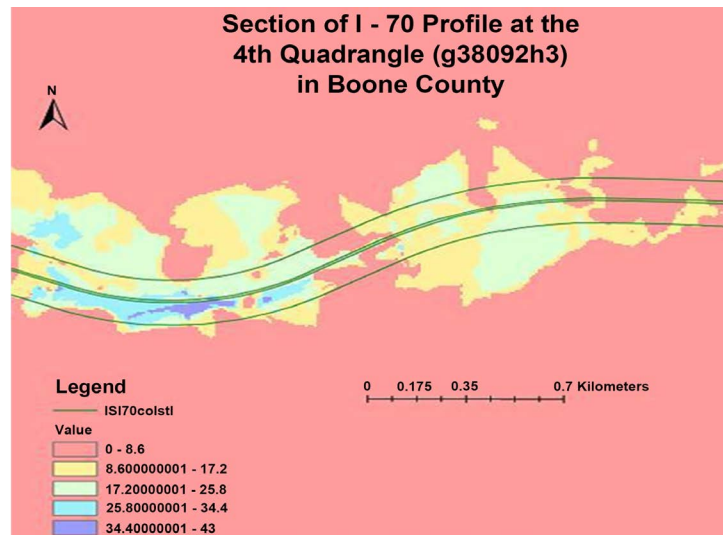 Section of I - 70 Profile at the
4th Quadrangle (g38092h3)
in Boone County
N
Legend
ISI70colstl
Value
0 - 8.6
8.600000001 - 17.2
17.20000001 - 25.8
25.80000001 - 34.4
34.40000001 - 43
0 0.175 0.35 0.7 Kilometers